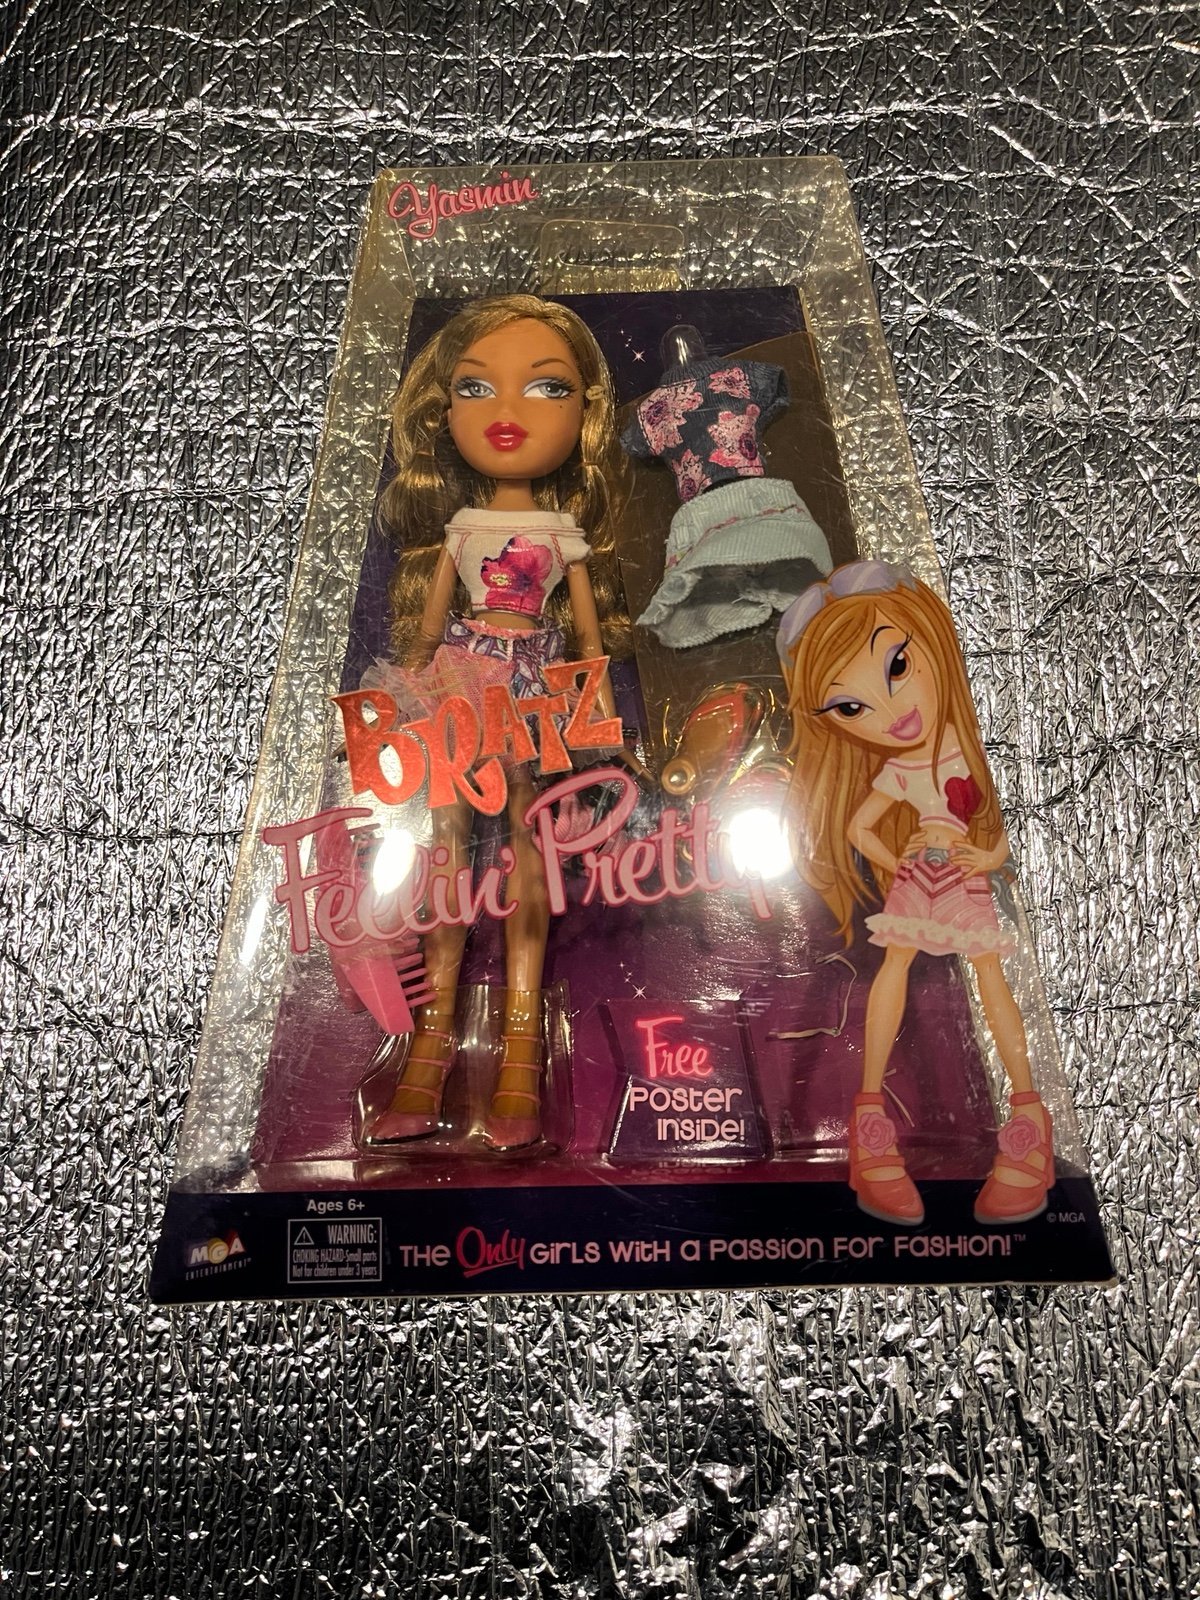 Yasmin
BRATZ
Feelin' Pretty
Free
POSTER
INSIDE!
Ages 6+
WARNING:
CHOKING HAZARD-Small parts
Not for children under 3 years
MGA
ENTERTAINMENT
THE Only GIRLS WITH a PASSION FOR FASHION!™
© MGA